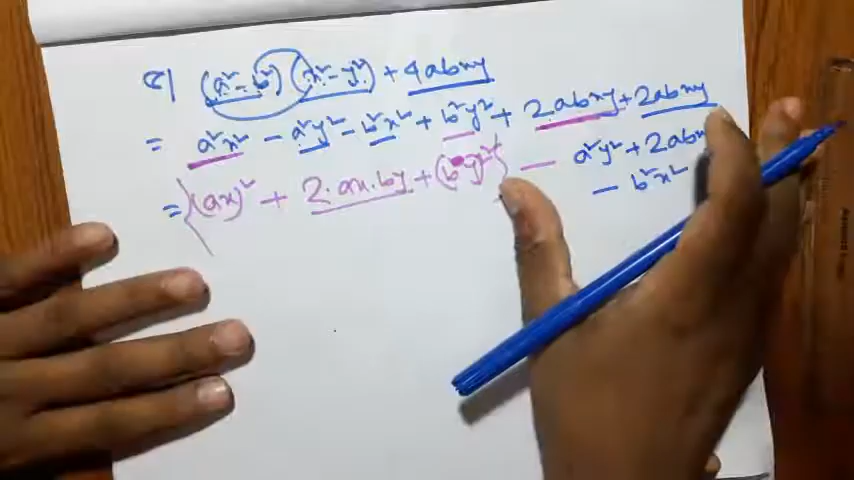 (a² - b²)(x² - y²) + 4abxy
= a²x² - a²y² - b²x² + b²y² + 2abxy + 2abxy
= {(ax)² + 2.ax.by + (by)²} - a²y² + 2abx
- b²x²